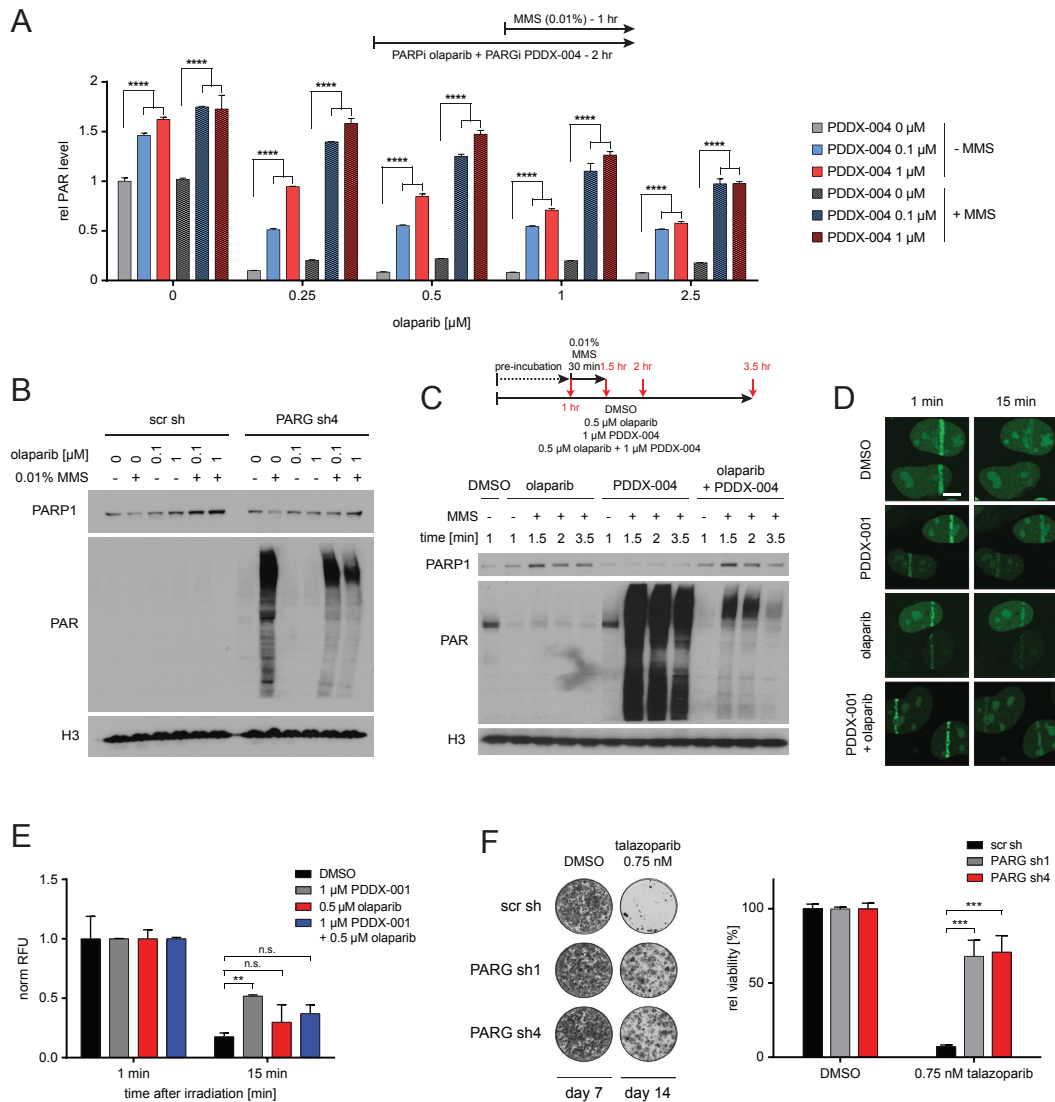 A
MMS (0.01%) - 1 hr
PARPi olaparib + PARGi PDDX-004 - 2 hr
rel PAR level
2
1.5
1
0.5
0
**** **** **** **** **** **** **** **** **** ****
0 0.25 0.5 1 2.5
olaparib [µM]
PDDX-004 0 µM
PDDX-004 0.1 µM
PDDX-004 1 µM
- MMS
PDDX-004 0 µM
PDDX-004 0.1 µM
PDDX-004 1 µM
+ MMS
B
scr sh PARG sh4
olaparib [µM] 0 0 0.1 1 0.1 1 0 0 0.1 1 0.1 1
0.01% MMS - + - - + + - + - - + +
PARP1
PAR
H3
C
0.01%
MMS
pre-incubation 30 min 1.5 hr 2 hr 3.5 hr
1 hr
DMSO
0.5 µM olaparib
1 µM PDDX-004
0.5 µM olaparib + 1 µM PDDX-004
DMSO olaparib PDDX-004 olaparib
+ PDDX-004
MMS - - + + + - + + + - + + +
time [min] 1 1 1.5 2 3.5 1 1.5 2 3.5 1 1.5 2 3.5
PARP1
PAR
H3
D
1 min 15 min
DMSO
PDDX-001
olaparib
PDDX-001
+ olaparib
E
norm RFU
1.5
1.0
0.5
0.0
DMSO
1 µM PDDX-001
0.5 µM olaparib
1 µM PDDX-001
+ 0.5 µM olaparib
n.s.
n.s.
**
1 min 15 min
time after irradiation [min]
F
DMSO talazoparib
0.75 nM
scr sh
PARG sh1
PARG sh4
day 7 day 14
rel viability [%]
100
50
0
scr sh
PARG sh1
PARG sh4
***
***
DMSO 0.75 nM talazoparib